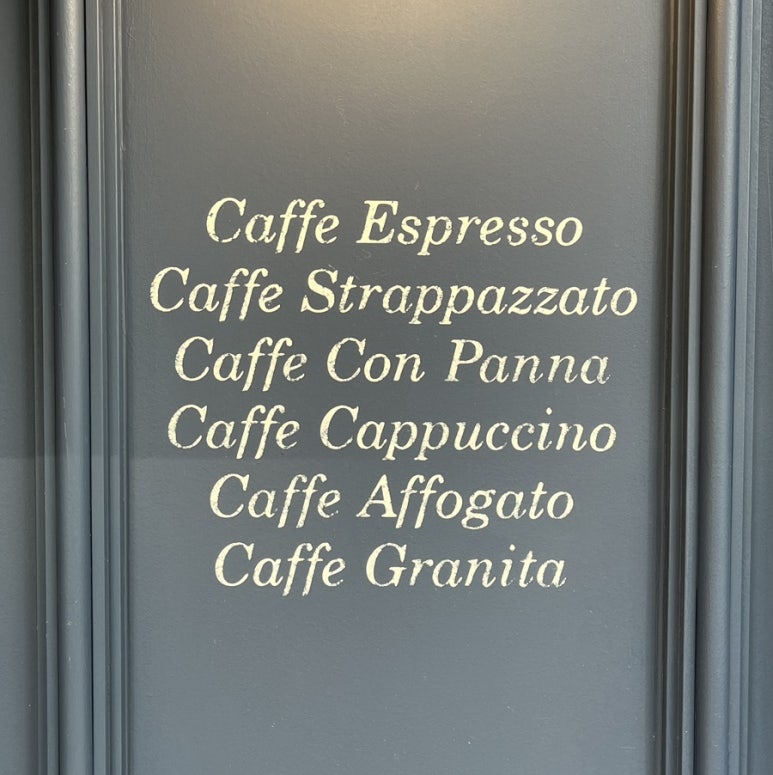 Caffe Espresso
Caffe Strappazzato
Caffe Con Panna
Caffe Cappuccino
Caffe Affogato
Caffe Granita